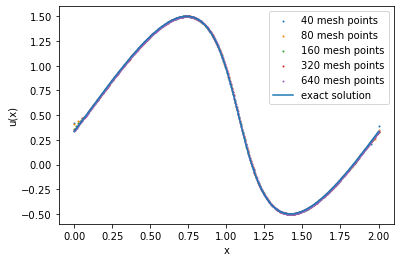 1.50
1.25
1.00
0.75
0.50
0.25
0.00
−0.25
−0.50
u(x)
0.00 0.25 0.50 0.75 1.00 1.25 1.50 1.75 2.00
x
40 mesh points
80 mesh points
160 mesh points
320 mesh points
640 mesh points
exact solution